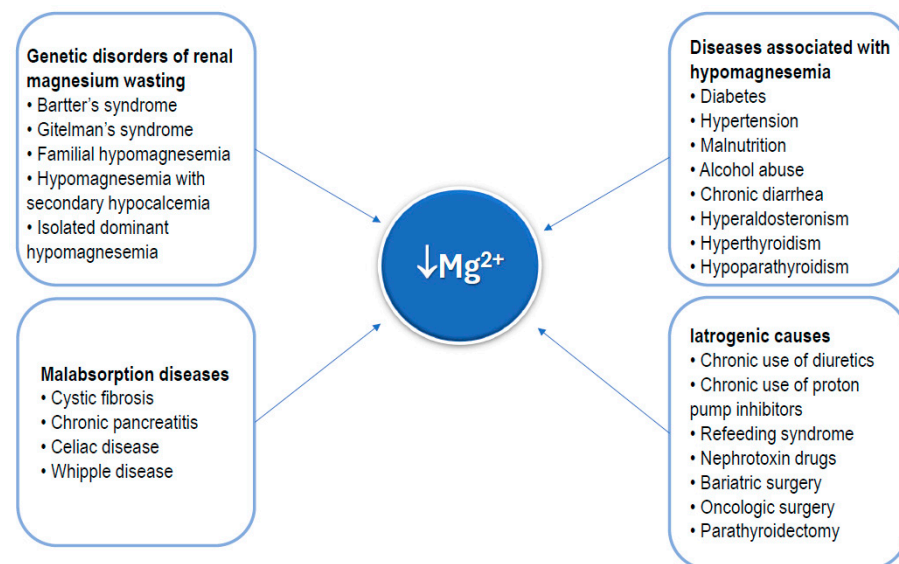 Genetic disorders of renal
magnesium wasting
• Bartter's syndrome
• Gitelman's syndrome
• Familial hypomagnesemia
• Hypomagnesemia with
secondary hypocalcemia
• Isolated dominant
hypomagnesemia
Diseases associated with
hypomagnesemia
• Diabetes
• Hypertension
• Malnutrition
• Alcohol abuse
• Chronic diarrhea
• Hyperaldosteronism
• Hyperthyroidism
• Hypoparathyroidism
↓Mg²⁺
Malabsorption diseases
• Cystic fibrosis
• Chronic pancreatitis
• Celiac disease
• Whipple disease
Iatrogenic causes
• Chronic use of diuretics
• Chronic use of proton
pump inhibitors
• Refeeding syndrome
• Nephrotoxin drugs
• Bariatric surgery
• Oncologic surgery
• Parathyroidectomy